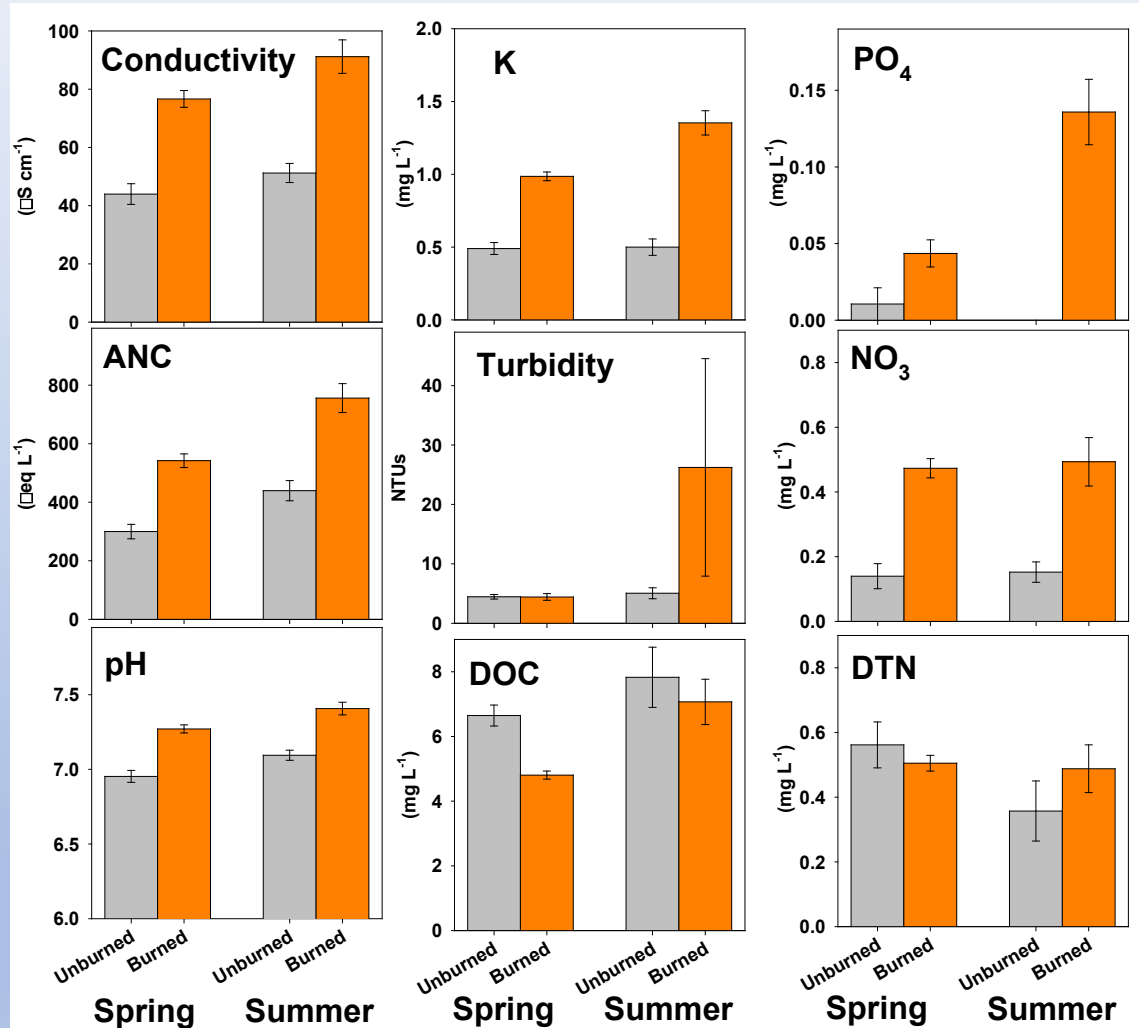 Conductivity
100
80
60
40
20
0
(□S cm⁻¹)
K
2.0
1.5
1.0
0.5
0.0
(mg L⁻¹)
PO₄
0.15
0.10
0.05
0.00
(mg L⁻¹)
ANC
800
600
400
200
0
(□eq L⁻¹)
Turbidity
40
30
20
10
0
NTUs
NO₃
0.8
0.6
0.4
0.2
0.0
(mg L⁻¹)
pH
7.5
7.0
6.5
6.0
DOC
8
6
4
2
0
(mg L⁻¹)
DTN
0.8
0.6
0.4
0.2
0.0
(mg L⁻¹)
Unburned
Burned
Unburned
Burned
Spring
Summer
Unburned
Burned
Unburned
Burned
Spring
Summer
Unburned
Burned
Unburned
Burned
Spring
Summer